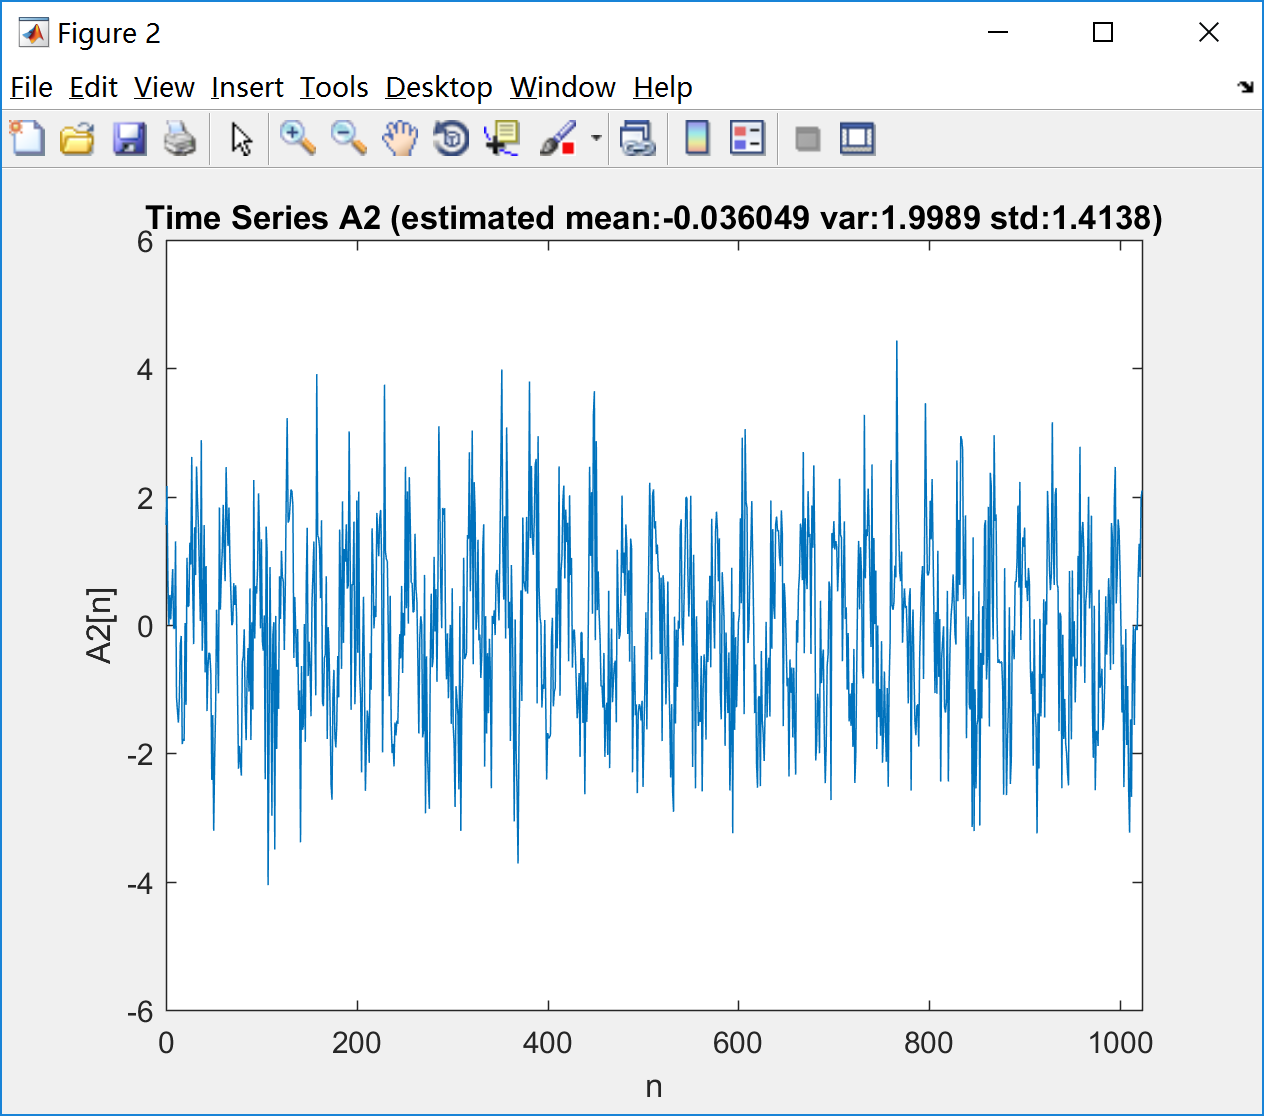 Figure 2
File Edit View Insert Tools Desktop Window Help
Time Series A2 (estimated mean:-0.036049 var:1.9989 std:1.4138)
6
4
2
0
-2
-4
-6
A2[n]
0 200 400 600 800 1000
n